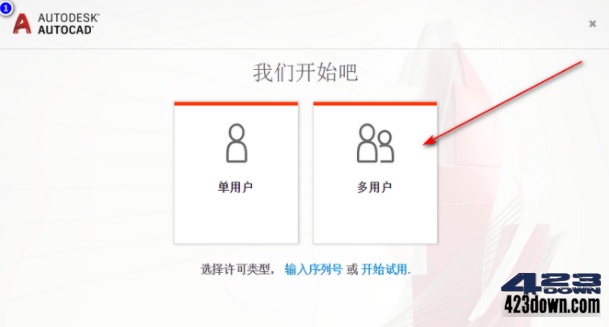 1
AUTODESK®
AUTOCAD®
我们开始吧
单用户
多用户
选择许可类型， 输入序列号 或 开始试用.
423
DOWN
423down.com